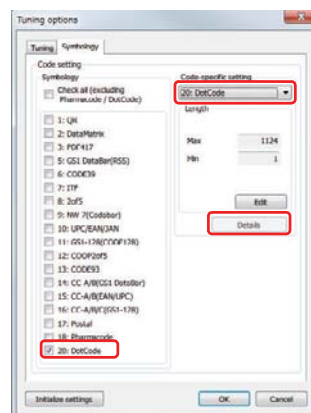 Tuning options
Tuning
Symbology
Code setting
Symbology
Check all (excluding
Pharmacode / DotCode)
1: QR
2: DataMatrix
3: PDF417
5: GS1 DataBar(RSS)
6: CODE39
7: ITF
8: 2of5
9: NW 7(Codabar)
10: UPC/EAN/JAN
11: GS1-128(CODE128)
12: COOP2of5
13: CODE93
14: CC A/B(GS1 DataBar)
15: CC-A/B(EAN/UPC)
16: CC-A/B/C(GS1-128)
17: Postal
18: Pharmacode
20: DotCode
Code-specific setting
20: DotCode
Length
Max 1124
Min 1
Edit
Details
Initialize settings
OK
Cancel